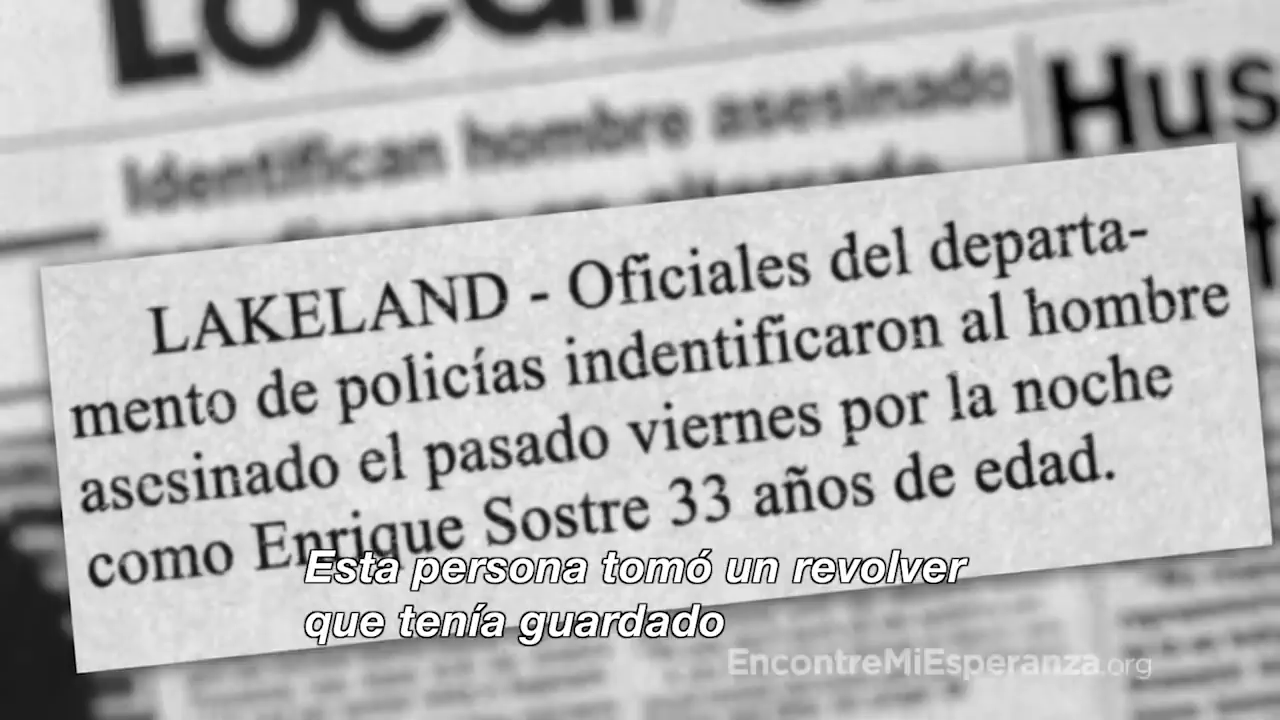 Local
Identifican hombre asesinado
Hus
LAKELAND - Oficiales del departa-
mento de policías indentificaron al hombre
asesinado el pasado viernes por la noche
como Enrique Sostre 33 años de edad.
Esta persona tomó un revolver
que tenía guardado
EncontreMiEsperanza.org